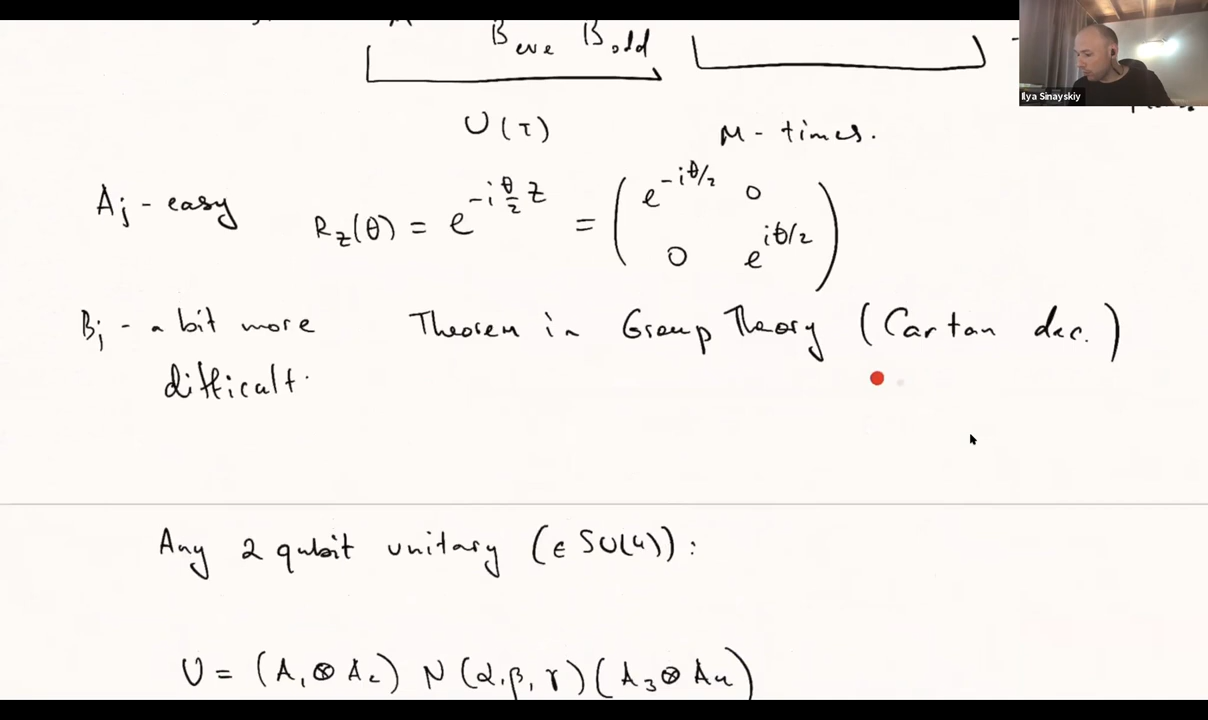 B_eve B_odd
Ilya Sinayskiy
U(τ)
M - times.
A_j - easy R_Z(θ) = e^{-i θ/2 Z} = ( e^{-iθ/2} 0
0 e^{iθ/2} )
B_j - a bit more Theorem in Group Theory (Cartan dec.)
difficult.
Any 2 qubit unitary (∈ SU(4)):
U = (A_1 ⊗ A_2) N(α, β, γ) (A_3 ⊗ A_4)